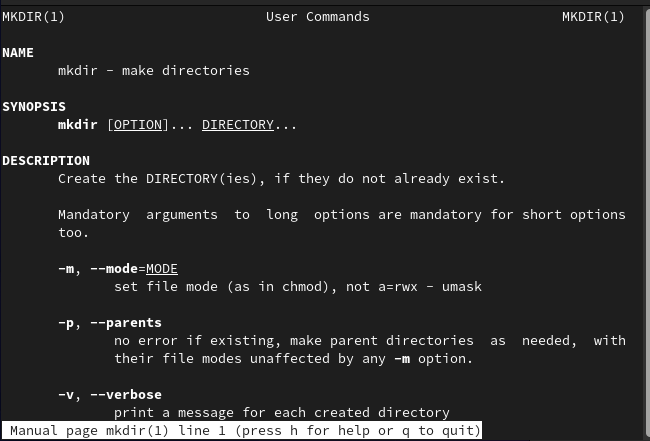 MKDIR(1) User Commands MKDIR(1)
NAME
mkdir - make directories
SYNOPSIS
mkdir [OPTION]... DIRECTORY...
DESCRIPTION
Create the DIRECTORY(ies), if they do not already exist.
Mandatory arguments to long options are mandatory for short options
too.
-m, --mode=MODE
set file mode (as in chmod), not a=rwx - umask
-p, --parents
no error if existing, make parent directories as needed, with
their file modes unaffected by any -m option.
-v, --verbose
print a message for each created directory
Manual page mkdir(1) line 1 (press h for help or q to quit)